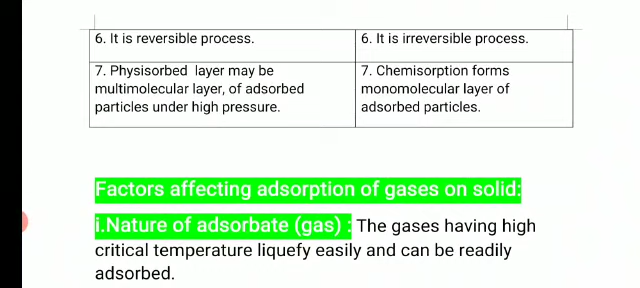 6. It is reversible process.
6. It is irreversible process.
7. Physisorbed layer may be
multimolecular layer, of adsorbed
particles under high pressure.
7. Chemisorption forms
monomolecular layer of
adsorbed particles.
Factors affecting adsorption of gases on solid:
i.Nature of adsorbate (gas) : The gases having high
critical temperature liquefy easily and can be readily
adsorbed.